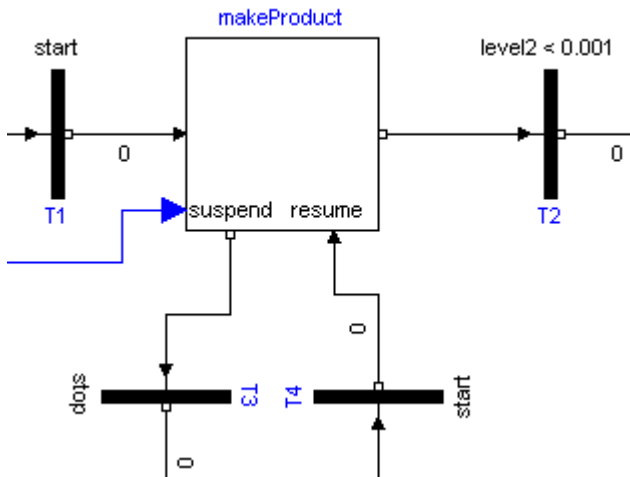 makeProduct
start
level2 < 0.001
0
0
suspend resume
T1
T2
0
stop
T3
T4
start
0